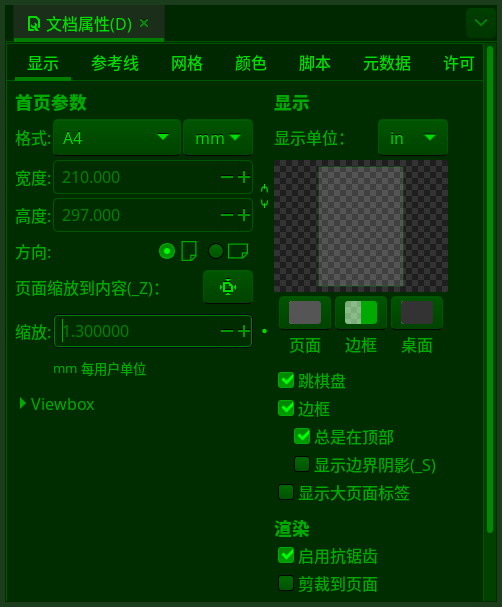 文档属性(D) ×
显示 参考线 网格 颜色 脚本 元数据 许可
首页参数
格式: A4 mm
宽度: 210.000
高度: 297.000
方向:
页面缩放到内容(_Z):
缩放: 1.300000
mm 每用户单位
Viewbox
显示
显示单位: in
页面 边框 桌面
跳棋盘
边框
总是在顶部
显示边界阴影(_S)
显示大页面标签
渲染
启用抗锯齿
剪裁到页面